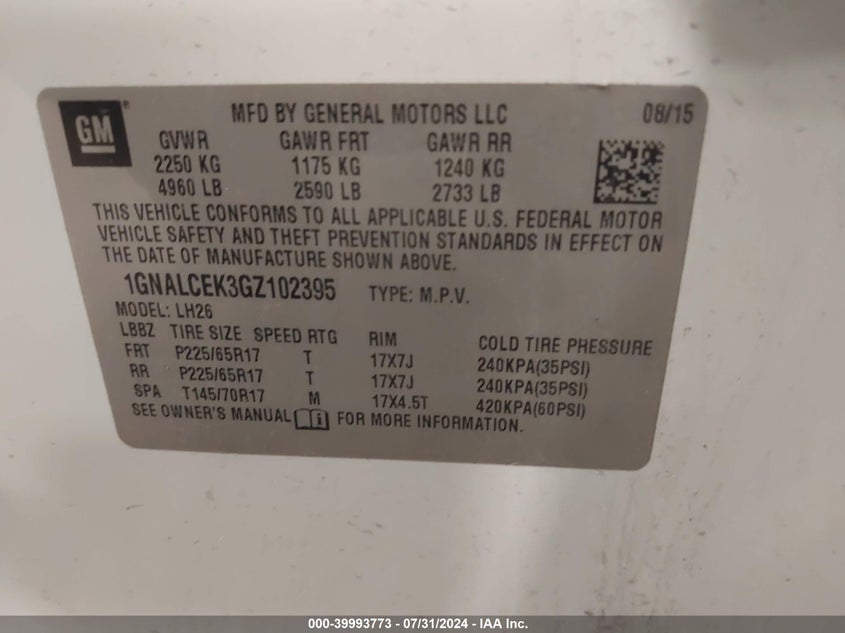 GM
MFD BY GENERAL MOTORS LLC 08/15
GVWR GAWR FRT GAWR RR
2250 KG 1175 KG 1240 KG
4960 LB 2590 LB 2733 LB
THIS VEHICLE CONFORMS TO ALL APPLICABLE U.S. FEDERAL MOTOR
VEHICLE SAFETY AND THEFT PREVENTION STANDARDS IN EFFECT ON
THE DATE OF MANUFACTURE SHOWN ABOVE.
1GNALCEK3GZ102395 TYPE: M.P.V.
MODEL: LH26
LBBZ TIRE SIZE SPEED RTG RIM COLD TIRE PRESSURE
FRT P225/65R17 T 17X7J 240KPA(35PSI)
RR P225/65R17 T 17X7J 240KPA(35PSI)
SPA T145/70R17 M 17X4.5T 420KPA(60PSI)
SEE OWNER'S MANUAL FOR MORE INFORMATION.
000-39993773 - 07/31/2024 - IAA Inc.